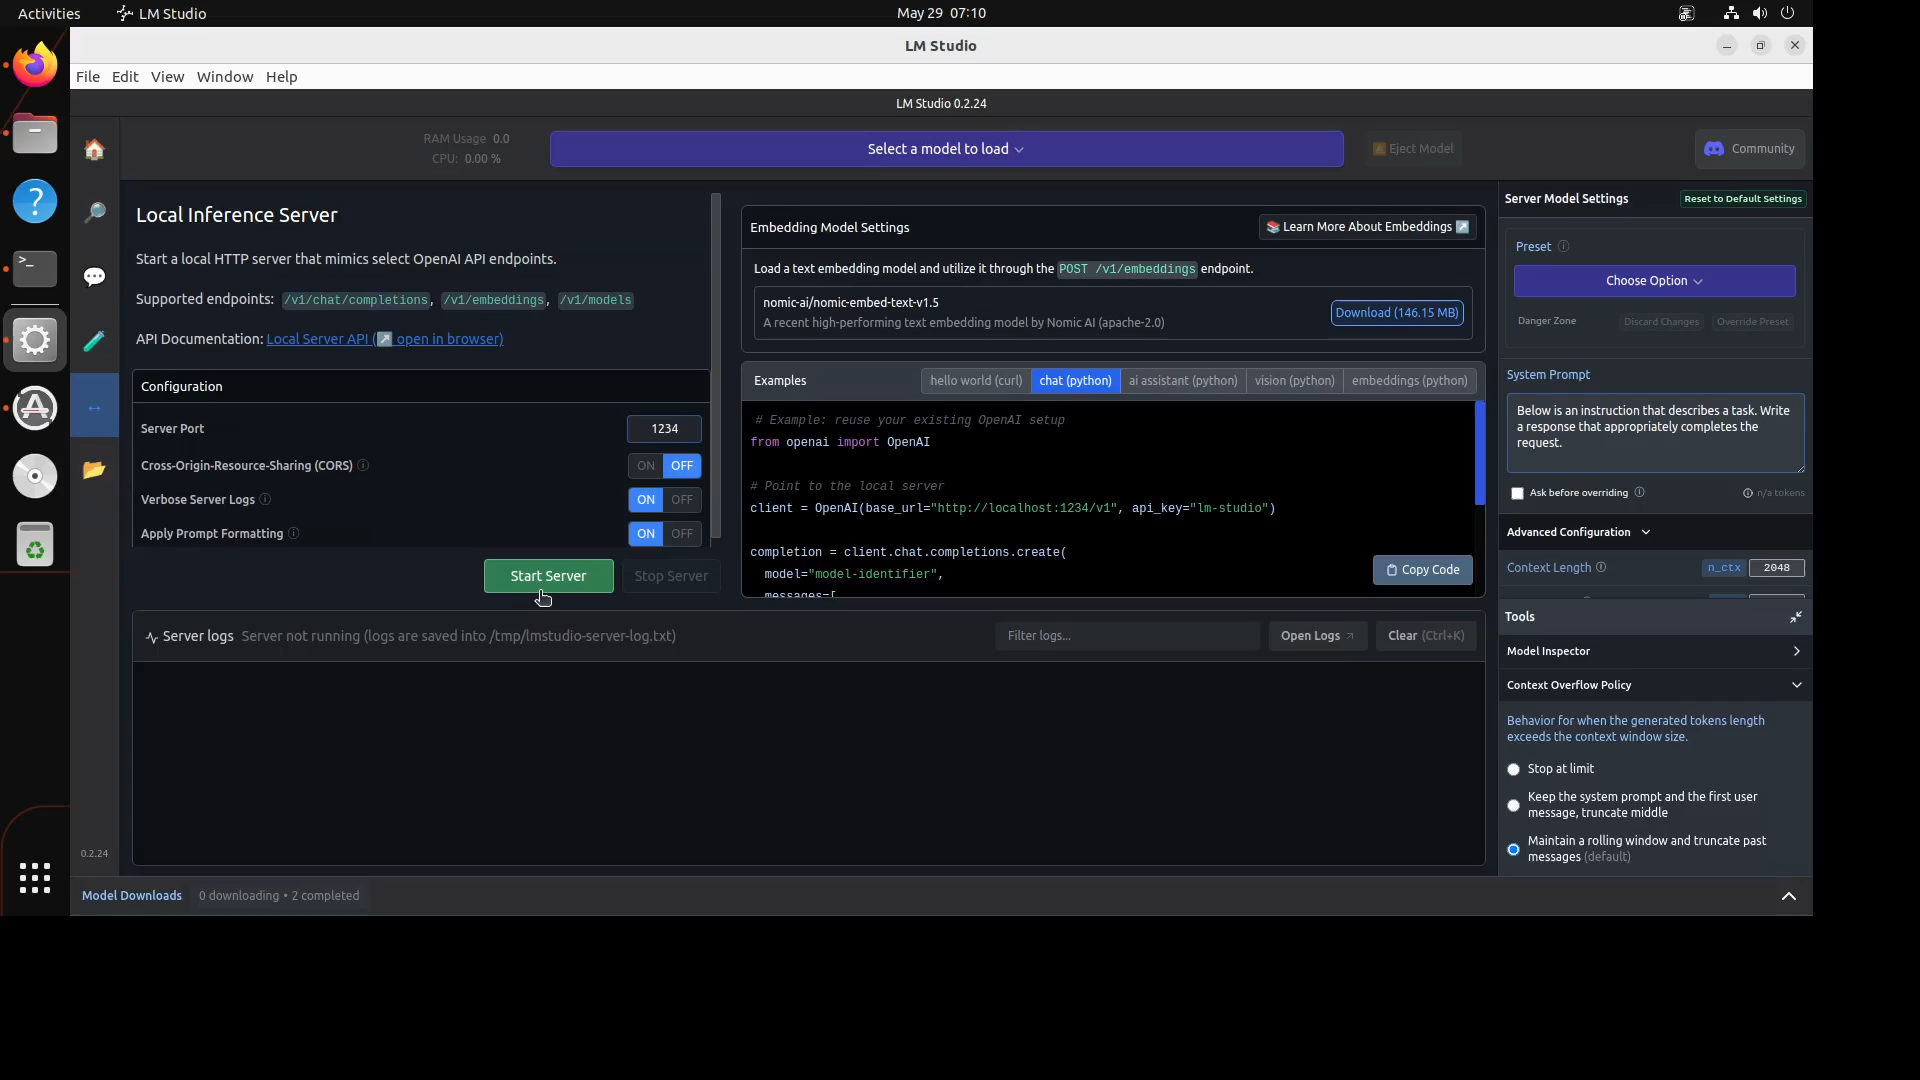 Activities
LM Studio
May 29 07:10
LM Studio
File Edit View Window Help
LM Studio 0.2.24
RAM Usage 0.0
CPU: 0.00 %
Select a model to load
Eject Model
Community
Local Inference Server
Start a local HTTP server that mimics select OpenAI API endpoints.
Supported endpoints: /v1/chat/completions, /v1/embeddings, /v1/models
API Documentation: Local Server API (↗ open in browser)
Configuration
Server Port 1234
Cross-Origin-Resource-Sharing (CORS) ON OFF
Verbose Server Logs ON OFF
Apply Prompt Formatting ON OFF
Start Server Stop Server
Embedding Model Settings
Learn More About Embeddings ↗
Load a text embedding model and utilize it through the POST /v1/embeddings endpoint.
nomic-ai/nomic-embed-text-v1.5
A recent high-performing text embedding model by Nomic AI (apache-2.0)
Download (146.15 MB)
Examples
hello world (curl) chat (python) ai assistant (python) vision (python) embeddings (python)
# Example: reuse your existing OpenAI setup
from openai import OpenAI
# Point to the local server
client = OpenAI(base_url="http://localhost:1234/v1", api_key="lm-studio")
completion = client.chat.completions.create(
model="model-identifier",
messages=[
Copy Code
Server logs Server not running (logs are saved into /tmp/lmstudio-server-log.txt)
Filter logs...
Open Logs ↗
Clear (Ctrl+K)
Server Model Settings
Reset to Default Settings
Preset
Choose Option
Danger Zone Discard Changes Override Preset
System Prompt
Below is an instruction that describes a task. Write
a response that appropriately completes the
request.
Ask before overriding
n/a tokens
Advanced Configuration
Context Length n_ctx 2048
Tools
Model Inspector
Context Overflow Policy
Behavior for when the generated tokens length
exceeds the context window size.
Stop at limit
Keep the system prompt and the first user
message, truncate middle
Maintain a rolling window and truncate past
messages (default)
0.2.24
Model Downloads 0 downloading • 2 completed